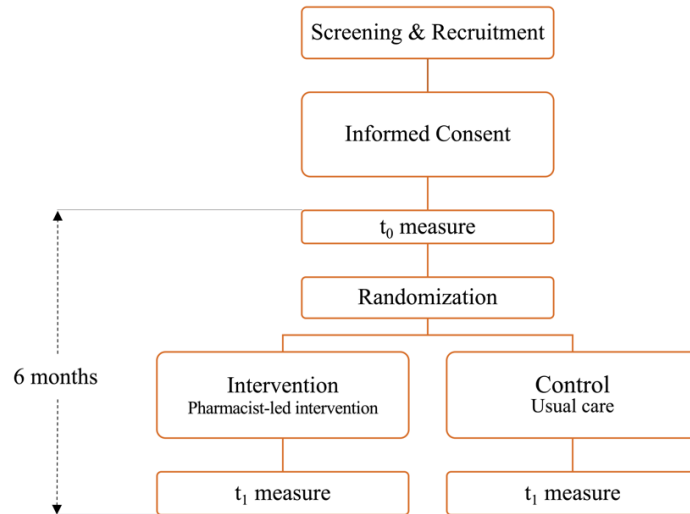 Screening & Recruitment
Informed Consent
t₀ measure
Randomization
6 months
Intervention
Pharmacist-led intervention
Control
Usual care
t₁ measure
t₁ measure